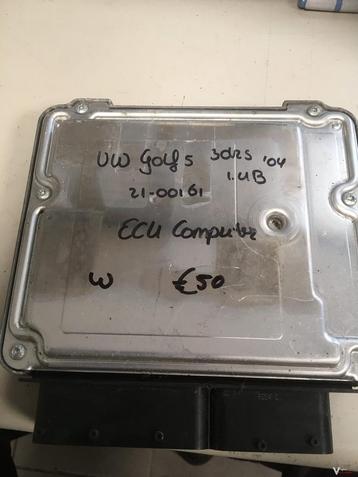 VW Golf 5 3drs '04
1.4B
21-00161
ECU Computer
W €50